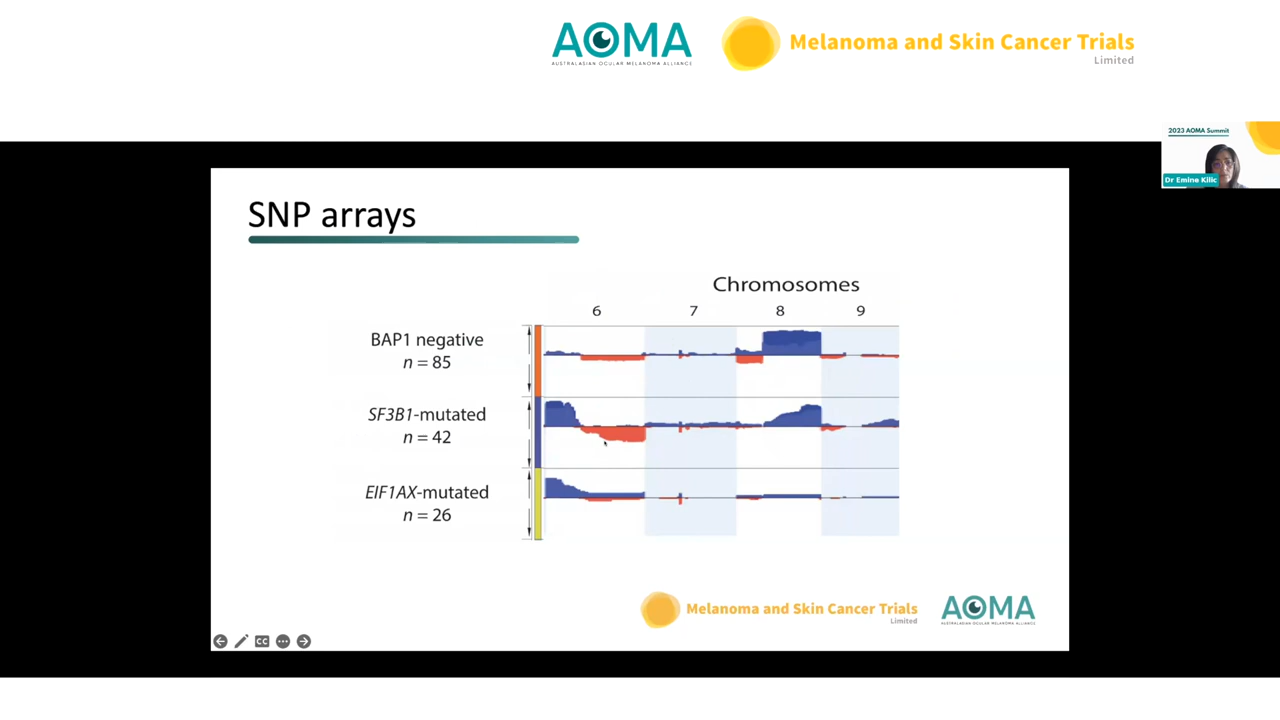 AOMA
AUSTRALASIAN OCULAR MELANOMA ALLIANCE
Melanoma and Skin Cancer Trials
Limited
2023 AOMA Summit
Dr Emine Kilic
SNP arrays
Chromosomes
6 7 8 9
BAP1 negative
n = 85
SF3B1-mutated
n = 42
EIF1AX-mutated
n = 26
Melanoma and Skin Cancer Trials
Limited
AOMA
AUSTRALASIAN OCULAR MELANOMA ALLIANCE
CC